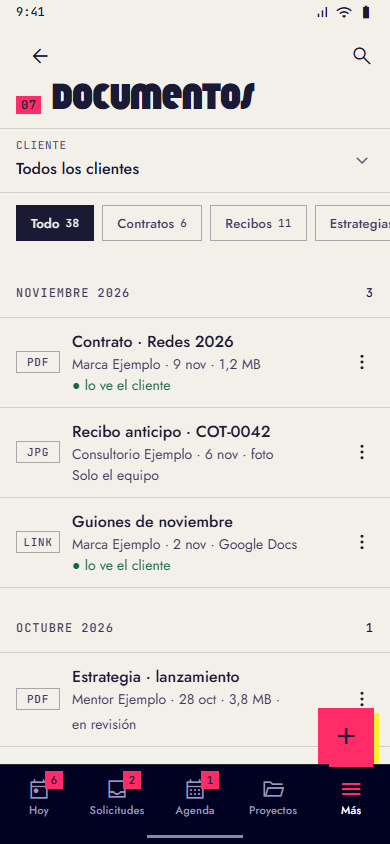 9:41
07 Documentos
CLIENTE
Todos los clientes
Todo 38 Contratos 6 Recibos 11 Estrategias
NOVIEMBRE 2026 3
PDF
Contrato · Redes 2026
Marca Ejemplo · 9 nov · 1,2 MB
● lo ve el cliente
JPG
Recibo anticipo · COT-0042
Consultorio Ejemplo · 6 nov · foto
Solo el equipo
LINK
Guiones de noviembre
Marca Ejemplo · 2 nov · Google Docs
● lo ve el cliente
OCTUBRE 2026 1
PDF
Estrategia · lanzamiento
Mentor Ejemplo · 28 oct · 3,8 MB ·
en revisión
+
6 2 1
Hoy Solicitudes Agenda Proyectos Más